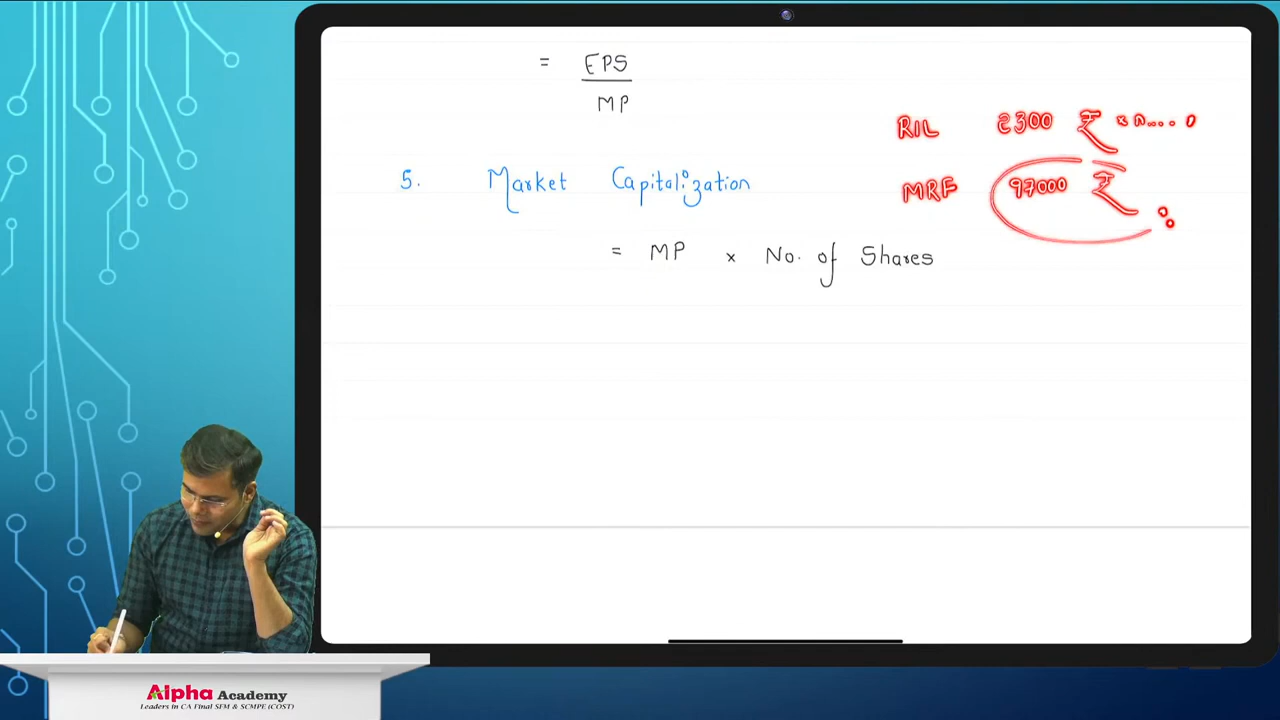 = EPS
MP
RIL 2300 ₹ x n.... 0
5. Market Capitalization
MRF 97000 ₹
= MP x No. of Shares
Alpha Academy
Leaders in CA Final SFM & SCMPE (COST)